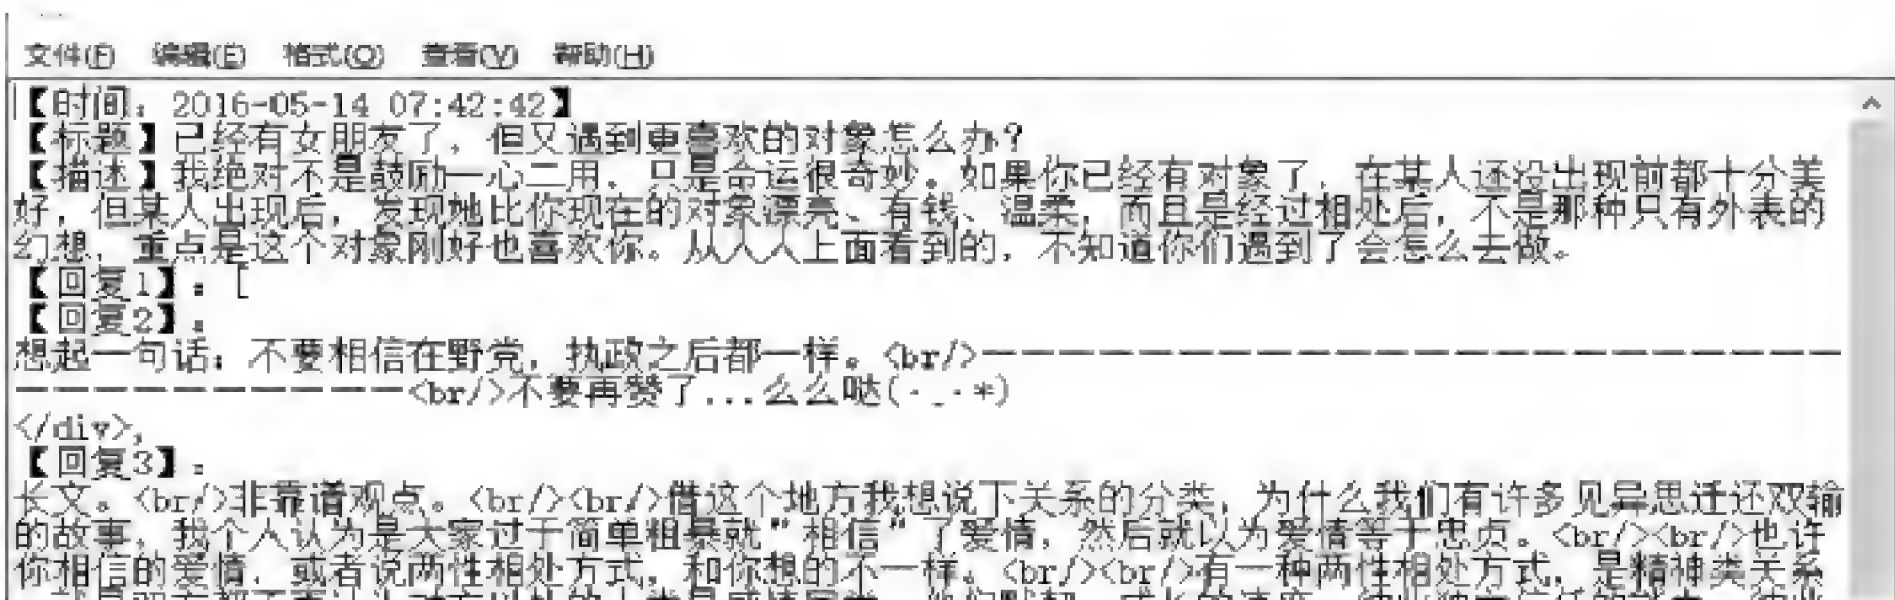 文件(F) 编辑(E) 格式(O) 查看(V) 帮助(H)
【时间：2016-05-14 07:42:42】
【标题】已经有女朋友了，但又遇到更喜欢的对象怎么办？
【描述】我绝对不是鼓励一心二用，只是命运很奇妙。如果你已经有对象了，在某人还没出现前都十分美
好，但某人出现后，发现她比你现在的对象漂亮、有钱、温柔，而且是经过相处后，不是那种只有外表的
幻想，重点是这个对象刚好也喜欢你。从人人上面看到的，不知道你们遇到了会怎么去做。
【回复1】：[
【回复2】：
想起一句话：不要相信在野党，执政之后都一样。<br/>——————————————————————
——————————<br/>不要再赞了...么么哒(·_·*)
</div>,
【回复3】：
长文。<br/>非靠谱观点。<br/><br/>借这个地方我想说下关系的分类，为什么我们有许多见异思迁还双输
的故事，我个人认为是大家过于简单粗暴就"相信"了爱情，然后就以为爱情等于忠贞。<br/><br/>也许
你相信的爱情，或者说两性相处方式，和你想的不一样。<br/><br/>有一种两性相处方式，是精神类关系